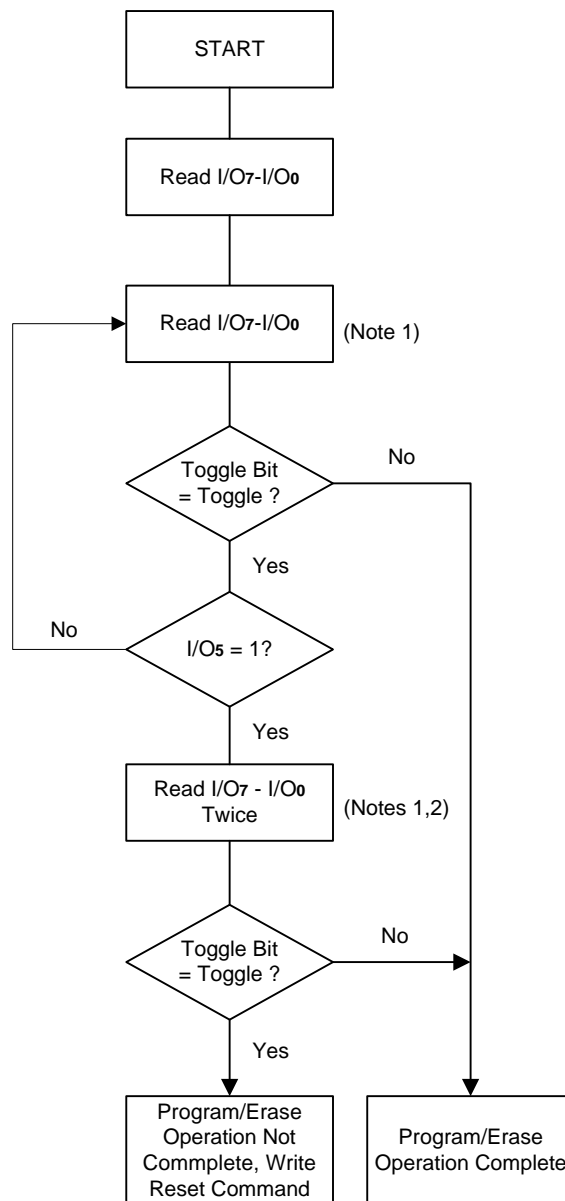 START
Read I/O7-I/O0
Read I/O7-I/O0
(Note 1)
Toggle Bit
= Toggle ?
No
Yes
No
I/O5 = 1?
Yes
Read I/O7 - I/O0
Twice
(Notes 1,2)
Toggle Bit
= Toggle ?
No
Yes
Program/Erase
Operation Not
Commplete, Write
Reset Command
Program/Erase
Operation Complete